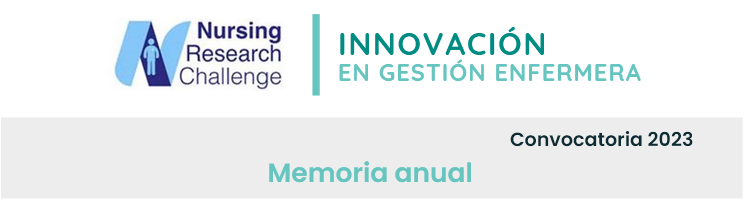 Nursing
Research
Challenge
INNOVACIÓN
EN GESTIÓN ENFERMERA
Convocatoria 2023
Memoria anual